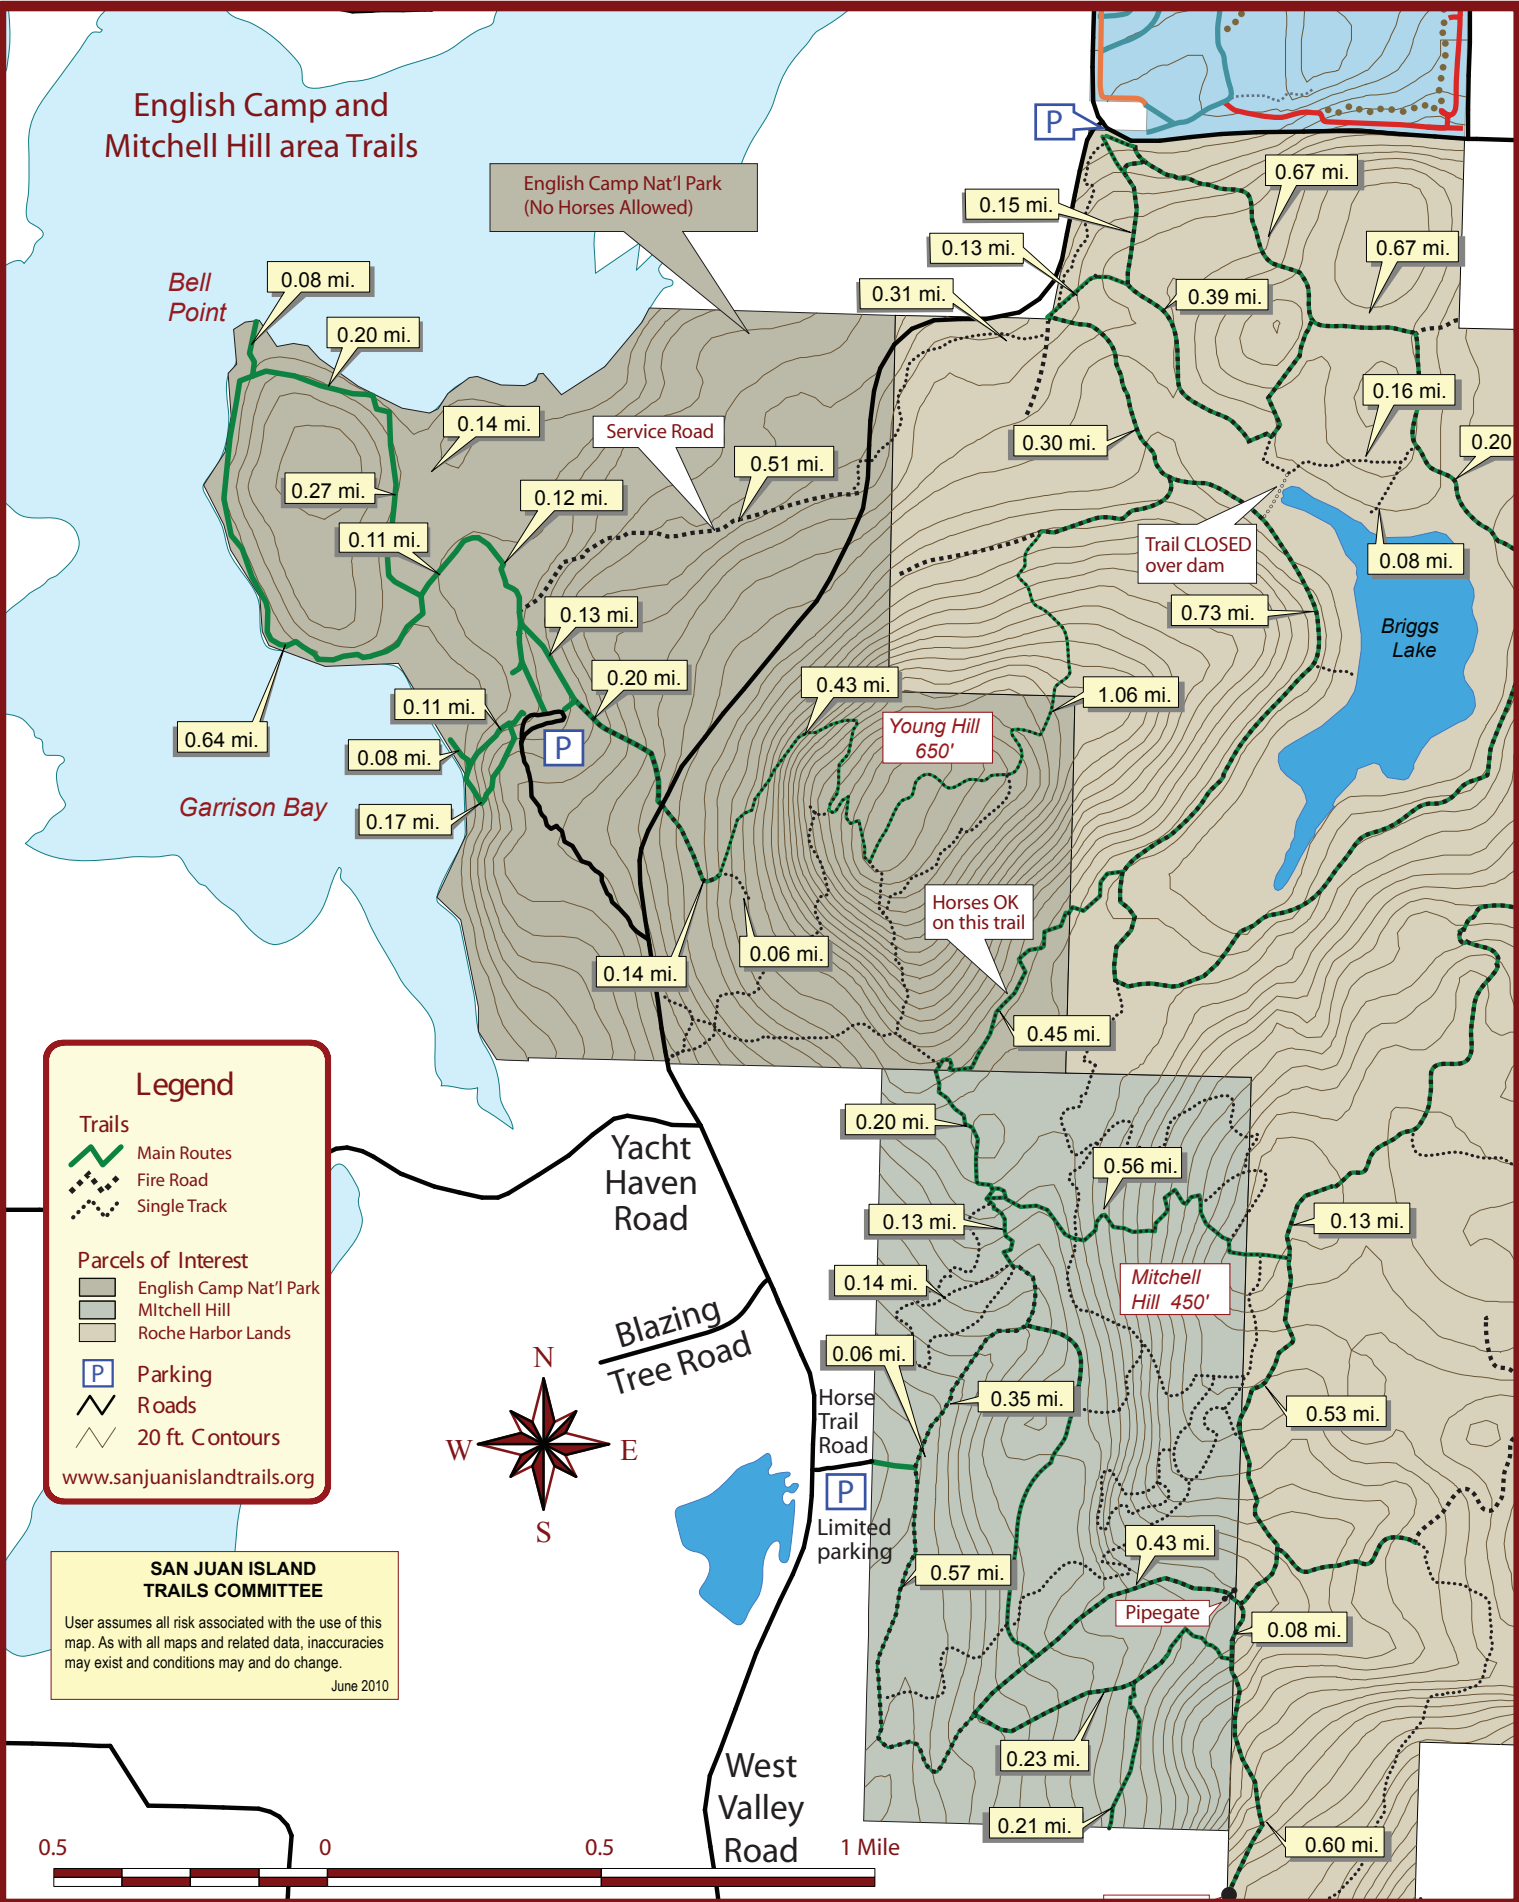 English Camp and
Mitchell Hill area Trails
English Camp Nat'l Park
(No Horses Allowed)
P
0.67 mi.
0.15 mi.
0.13 mi.
0.67 mi.
Bell
Point
0.08 mi.
0.31 mi.
0.39 mi.
0.20 mi.
0.16 mi.
0.14 mi.
Service Road
0.30 mi.
0.20
0.51 mi.
0.27 mi.
0.12 mi.
0.11 mi.
Trail CLOSED
over dam
0.08 mi.
0.13 mi.
0.73 mi.
Briggs
Lake
0.20 mi.
0.43 mi.
1.06 mi.
0.11 mi.
Young Hill
650'
0.64 mi.
0.08 mi.
P
Garrison Bay
0.17 mi.
Horses OK
on this trail
0.06 mi.
0.14 mi.
0.45 mi.
Legend
Trails
Main Routes
Fire Road
Single Track
Parcels of Interest
English Camp Nat'l Park
MItchell Hill
Roche Harbor Lands
P Parking
Roads
20 ft. Contours
www.sanjuanislandtrails.org
0.20 mi.
Yacht
Haven
Road
0.56 mi.
0.13 mi.
0.13 mi.
0.14 mi.
Mitchell
Hill 450'
Blazing
Tree Road
0.06 mi.
N
W
E
S
Horse
Trail
Road
0.35 mi.
0.53 mi.
P
Limited
parking
0.43 mi.
0.57 mi.
Pipegate
0.08 mi.
SAN JUAN ISLAND
TRAILS COMMITTEE
User assumes all risk associated with the use of this
map. As with all maps and related data, inaccuracies
may exist and conditions may and do change.
June 2010
0.23 mi.
West
Valley
Road
0.21 mi.
0.60 mi.
0.5
0
0.5
1 Mile